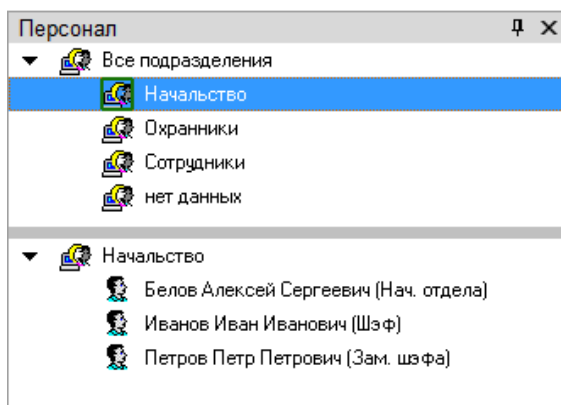 Персонал
Все подразделения
Начальство
Охранники
Сотрудники
нет данных
Начальство
Белов Алексей Сергеевич (Нач. отдела)
Иванов Иван Иванович (Шэф)
Петров Петр Петрович (Зам. шэфа)